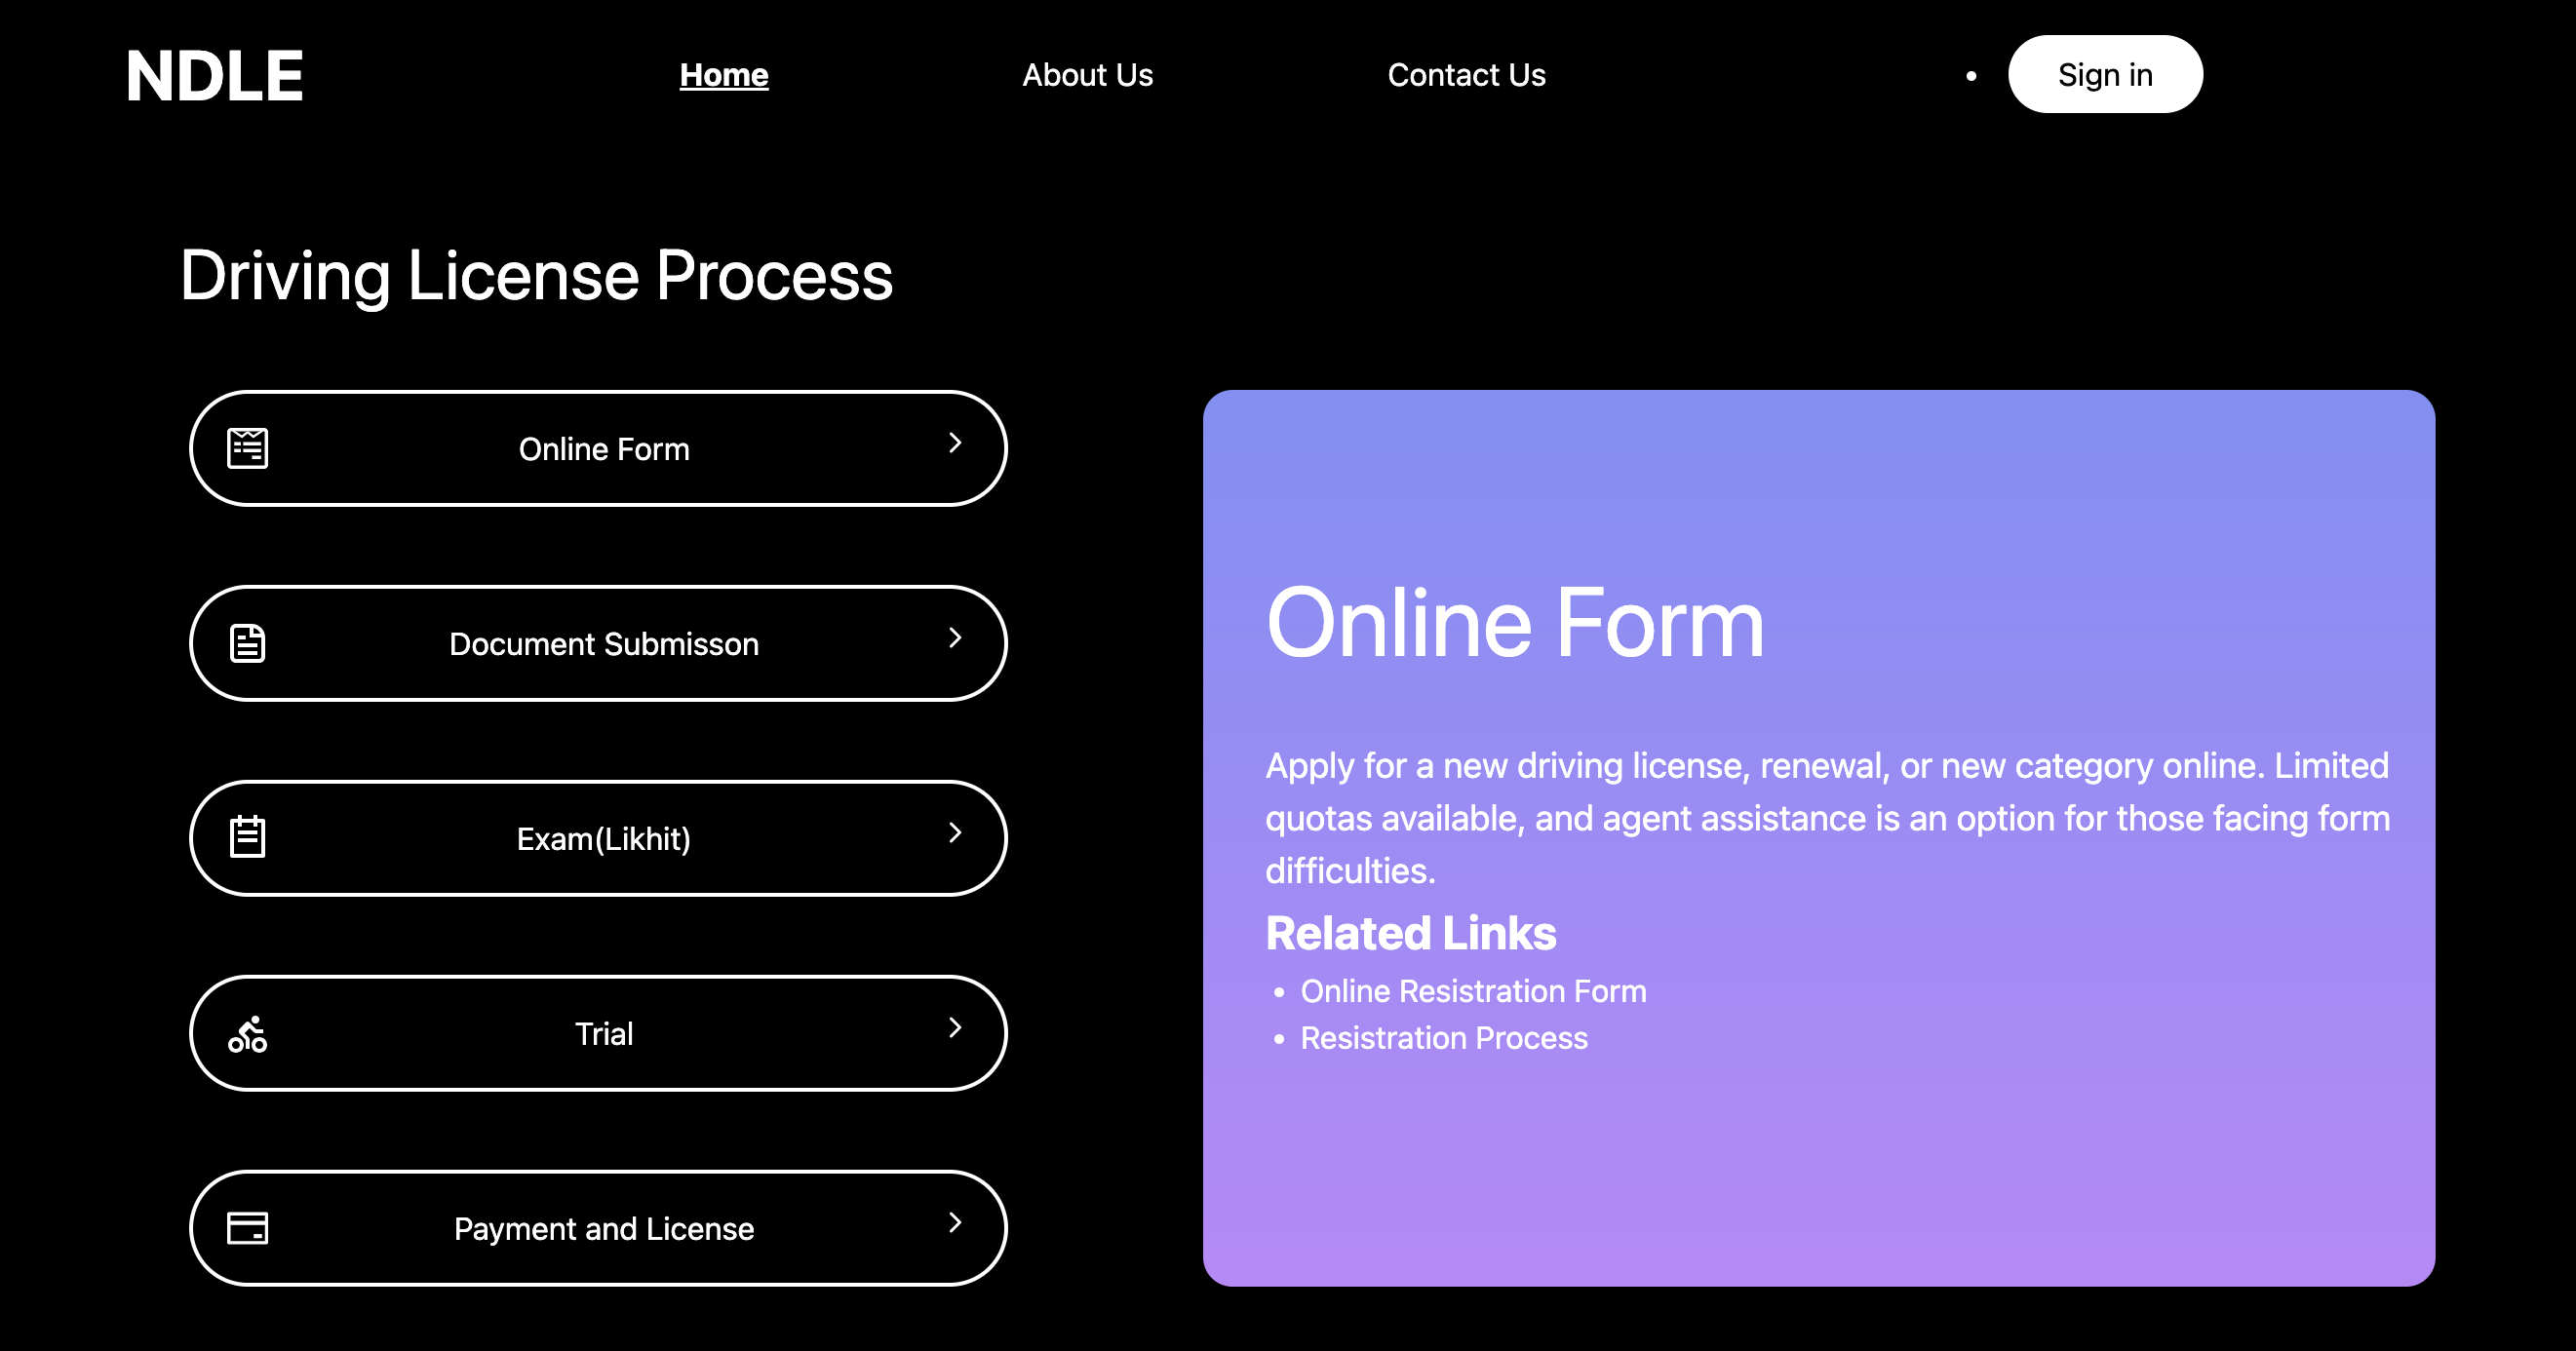 NDLE
Home
About Us
Contact Us
Sign in
Driving License Process
Online Form
Document Submisson
Exam(Likhit)
Trial
Payment and License
Online Form
Apply for a new driving license, renewal, or new category online. Limited
quotas available, and agent assistance is an option for those facing form
difficulties.
Related Links
• Online Resistration Form
• Resistration Process